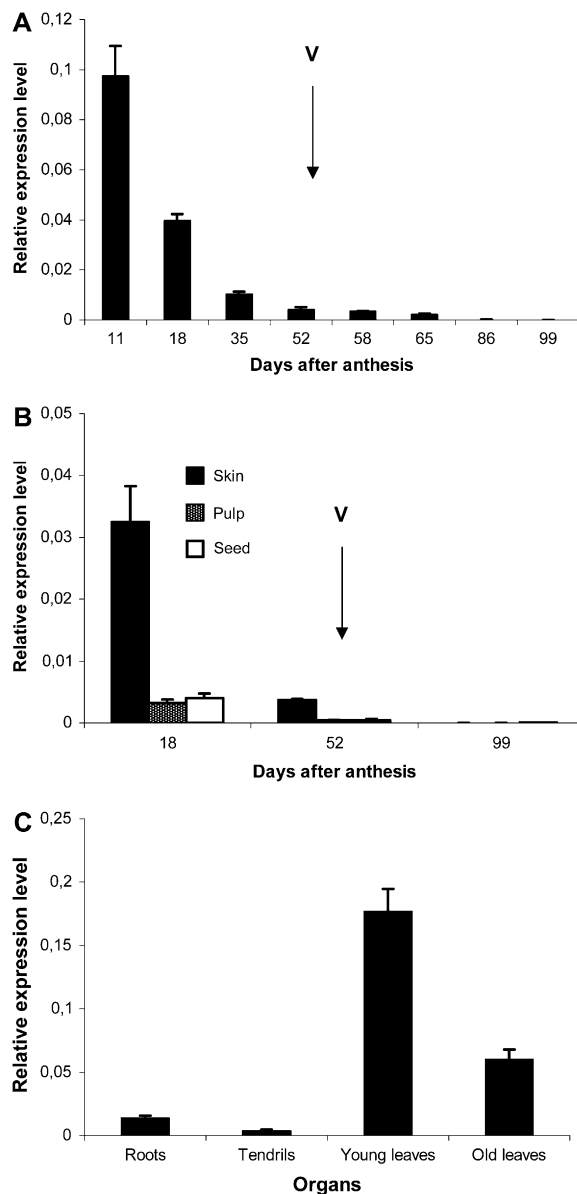 A
Relative expression level
0,12
0,1
0,08
0,06
0,04
0,02
0
V
11 18 35 52 58 65 86 99
Days after anthesis
B
Relative expression level
0,05
0,04
0,03
0,02
0,01
0
Skin
Pulp
Seed
V
18 52 99
Days after anthesis
C
Relative expression level
0,25
0,2
0,15
0,1
0,05
0
Roots Tendrils Young leaves Old leaves
Organs